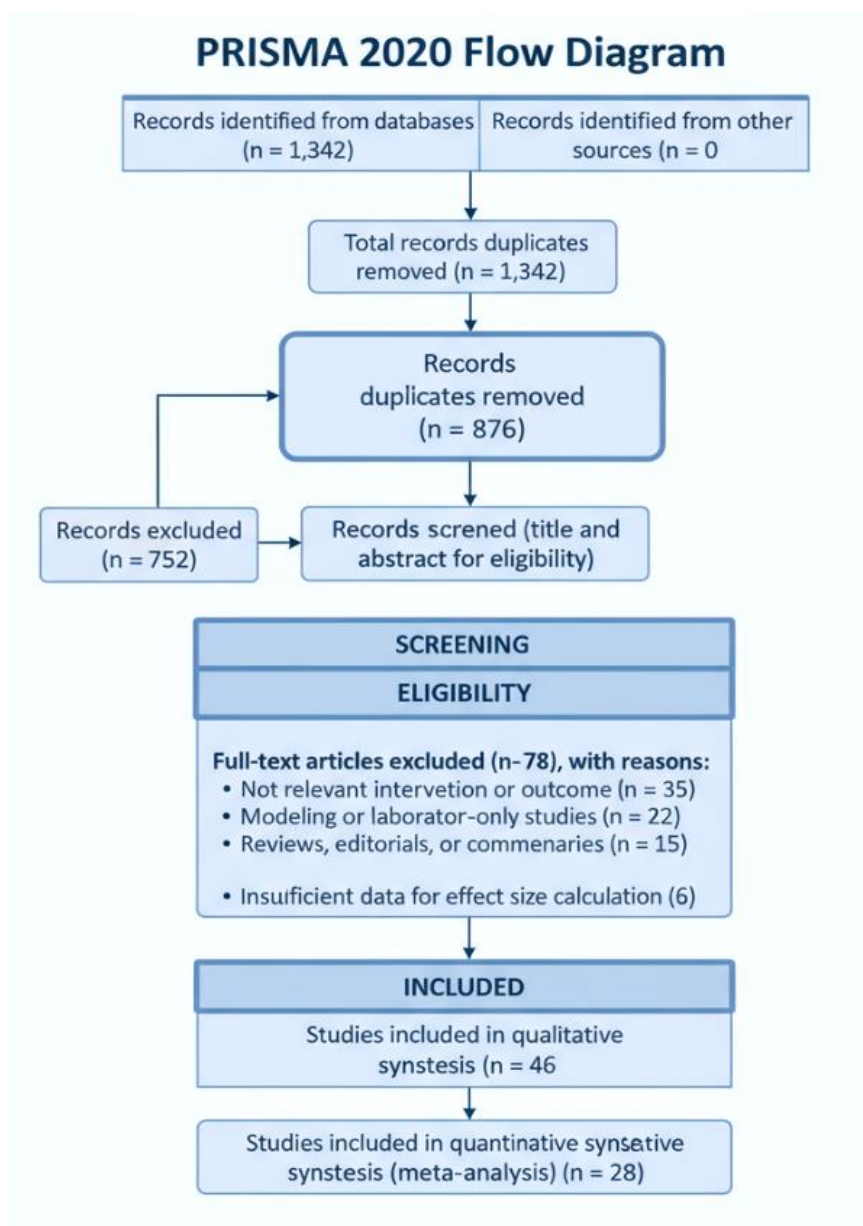 PRISMA 2020 Flow Diagram
Records identified from databases
(n = 1,342)
Records identified from other
sources (n = 0
Total records duplicates
removed (n = 1,342)
Records
duplicates removed
(n = 876)
Records excluded
(n = 752)
Records screned (title and
abstract for eligibility)
SCREENING
ELIGIBILITY
Full-text articles excluded (n-78), with reasons:
• Not relevant intervetion or outcome (n = 35)
• Modeling or laborator-only studies (n = 22)
• Reviews, editorials, or commenaries (n = 15)
• Insufficient data for effect size calculation (6)
INCLUDED
Studies included in qualitative
synstesis (n = 46
Studies included in quantinative synsetive
synstesis (meta-analysis) (n = 28)